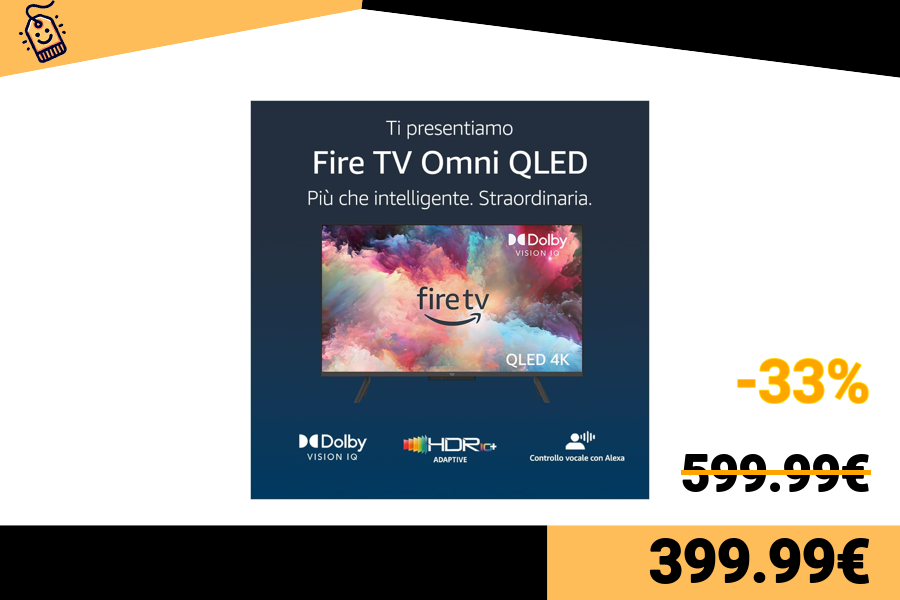 Ti presentiamo
Fire TV Omni QLED
Più che intelligente. Straordinaria.
Dolby
VISION IQ
fire tv
QLED 4K
Dolby
VISION IQ
HDR10+
ADAPTIVE
Controllo vocale con Alexa
-33%
599.99€
399.99€